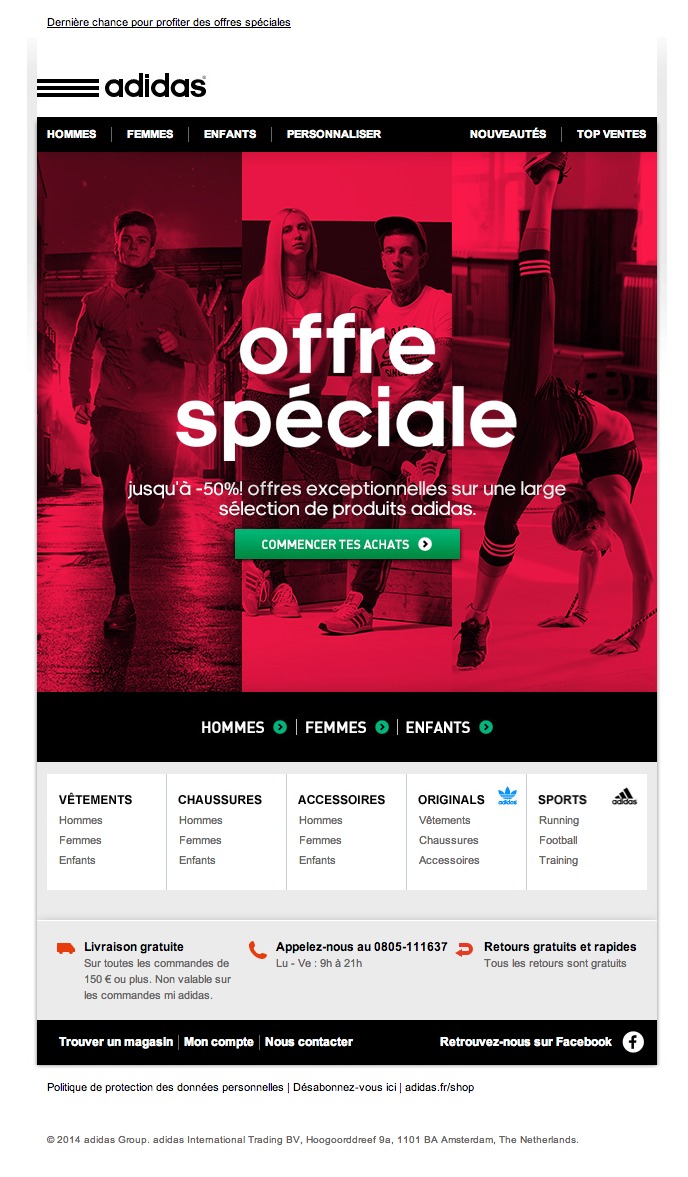 Dernière chance pour profiter des offres spéciales
adidas
HOMMES FEMMES ENFANTS PERSONNALISER NOUVEAUTÉS TOP VENTES
offre
spéciale
jusqu'à -50%! offres exceptionnelles sur une large
sélection de produits adidas.
COMMENCER TES ACHATS
HOMMES FEMMES ENFANTS
VÊTEMENTS
Hommes
Femmes
Enfants
CHAUSSURES
Hommes
Femmes
Enfants
ACCESSOIRES
Hommes
Femmes
Enfants
ORIGINALS adidas
Vêtements
Chaussures
Accessoires
SPORTS adidas
Running
Football
Training
Livraison gratuite
Sur toutes les commandes de
150 € ou plus. Non valable sur
les commandes mi adidas.
Appelez-nous au 0805-111637
Lu - Ve : 9h à 21h
Retours gratuits et rapides
Tous les retours sont gratuits
Trouver un magasin | Mon compte | Nous contacter Retrouvez-nous sur Facebook
Politique de protection des données personnelles | Désabonnez-vous ici | adidas.fr/shop
© 2014 adidas Group. adidas International Trading BV, Hoogoorddreef 9a, 1101 BA Amsterdam, The Netherlands.